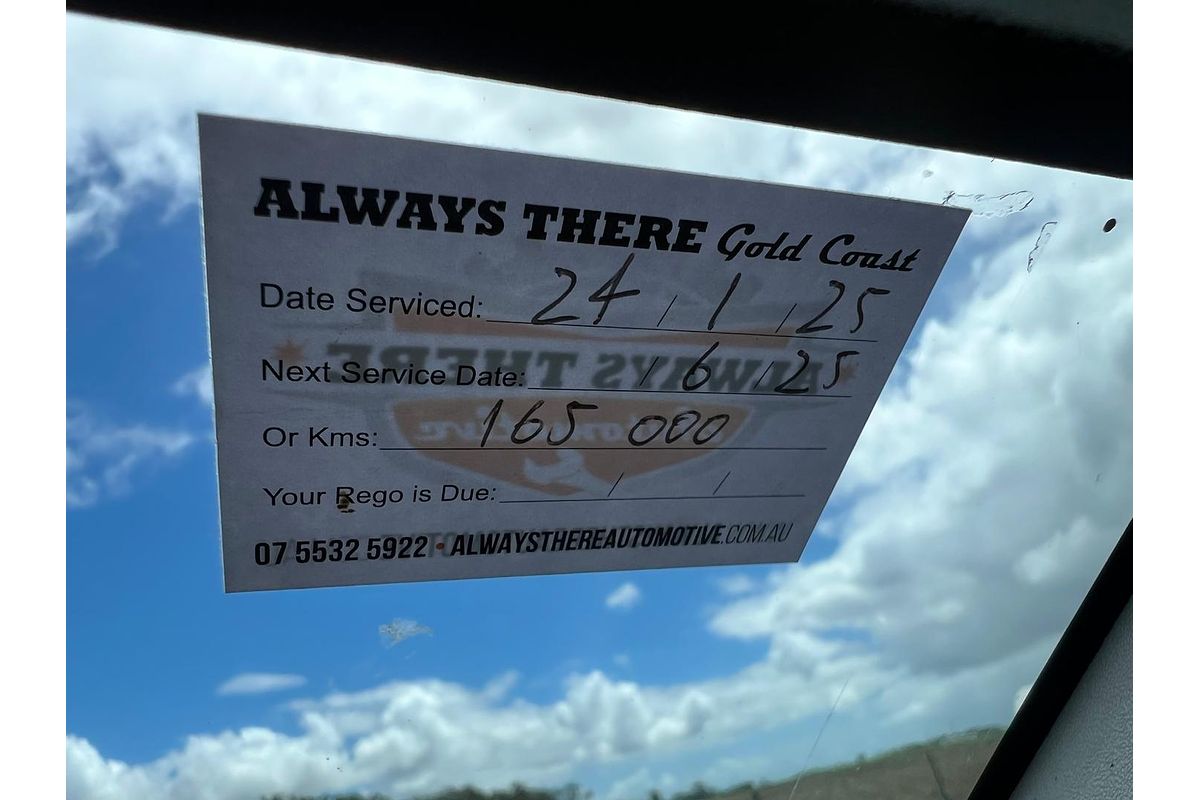 ALWAYS THERE Gold Coast
Date Serviced: 24 / 1 / 25
Next Service Date: / 6 / 25
Or Kms: 165 000
Your Rego is Due: / /
07 5532 5922 • ALWAYSTHEREAUTOMOTIVE.COM.AU